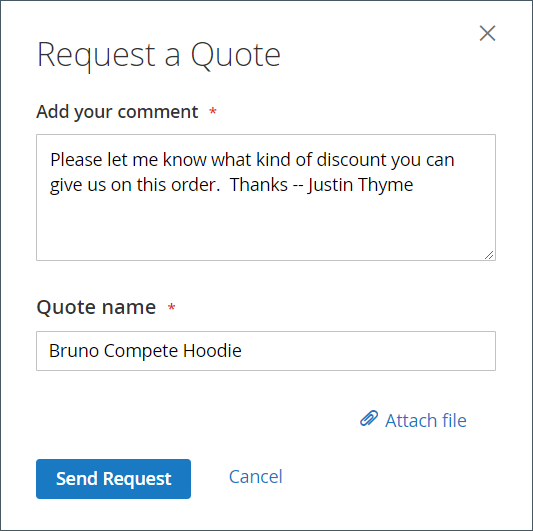 Request a Quote
Add your comment *
Please let me know what kind of discount you can
give us on this order.  Thanks -- Justin Thyme
Quote name *
Bruno Compete Hoodie
Attach file
Send Request
Cancel